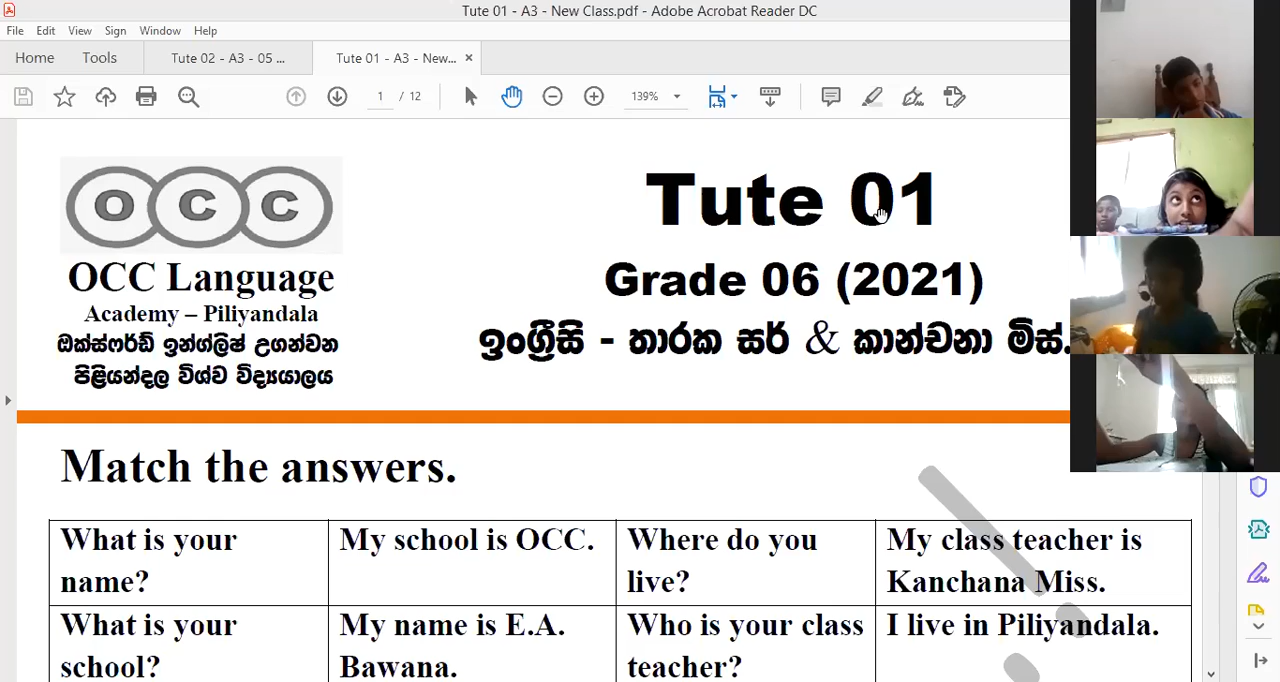 Tute 01 - A3 - New Class.pdf - Adobe Acrobat Reader DC
File Edit View Sign Window Help
Home Tools Tute 02 - A3 - 05 ... Tute 01 - A3 - New... ×
1 / 12 139%
O C C
OCC Language
Academy – Piliyandala
ඔක්ස්ෆර්ඩ් ඉන්ග්ලිෂ් උගන්වන
පිළියන්දල විශ්ව විද්‍යයාලය
Tute 01
Grade 06 (2021)
ඉංග්‍රීසි - තාරක සර් & කාන්චනා මිස්.
Match the answers.
What is your name? My school is OCC. Where do you live? My class teacher is Kanchana Miss.
What is your school? My name is E.A. Bawana. Who is your class teacher? I live in Piliyandala.